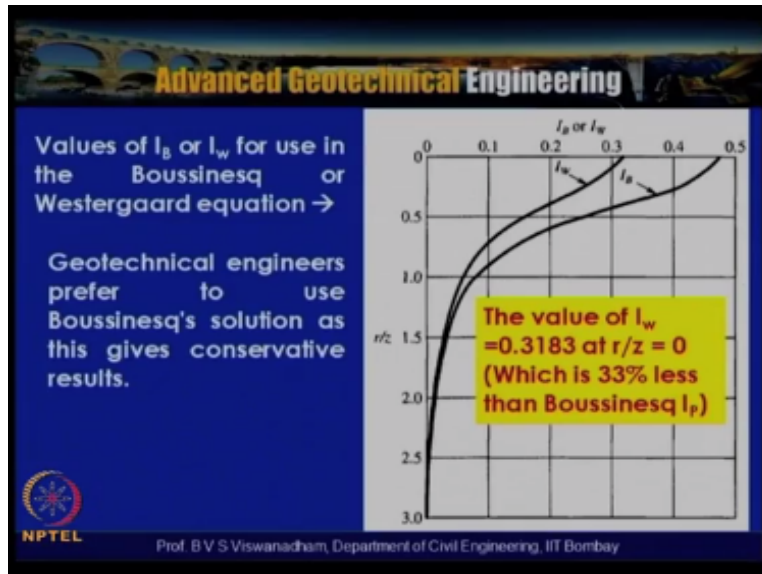 Advanced Geotechnical Engineering
Values of I_B or I_w for use in
the Boussinesq or
Westergaard equation →
Geotechnical engineers
prefer to use
Boussinesq's solution as
this gives conservative
results.
I_B or I_W
0 0.1 0.2 0.3 0.4 0.5
0
I_W
I_B
0.5
1.0
r/z
1.5
2.0
2.5
3.0
The value of I_w
=0.3183 at r/z = 0
(Which is 33% less
than Boussinesq I_P)
NPTEL
Prof. B V S Viswanadham, Department of Civil Engineering, IIT Bombay